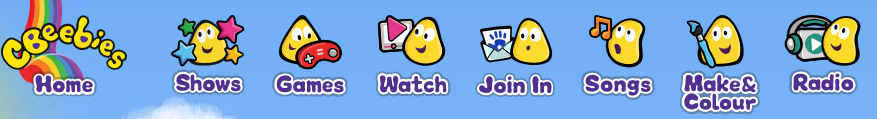 CBeebies
Home
Shows
Games
Watch
Join In
Songs
Make&
Colour
Radio